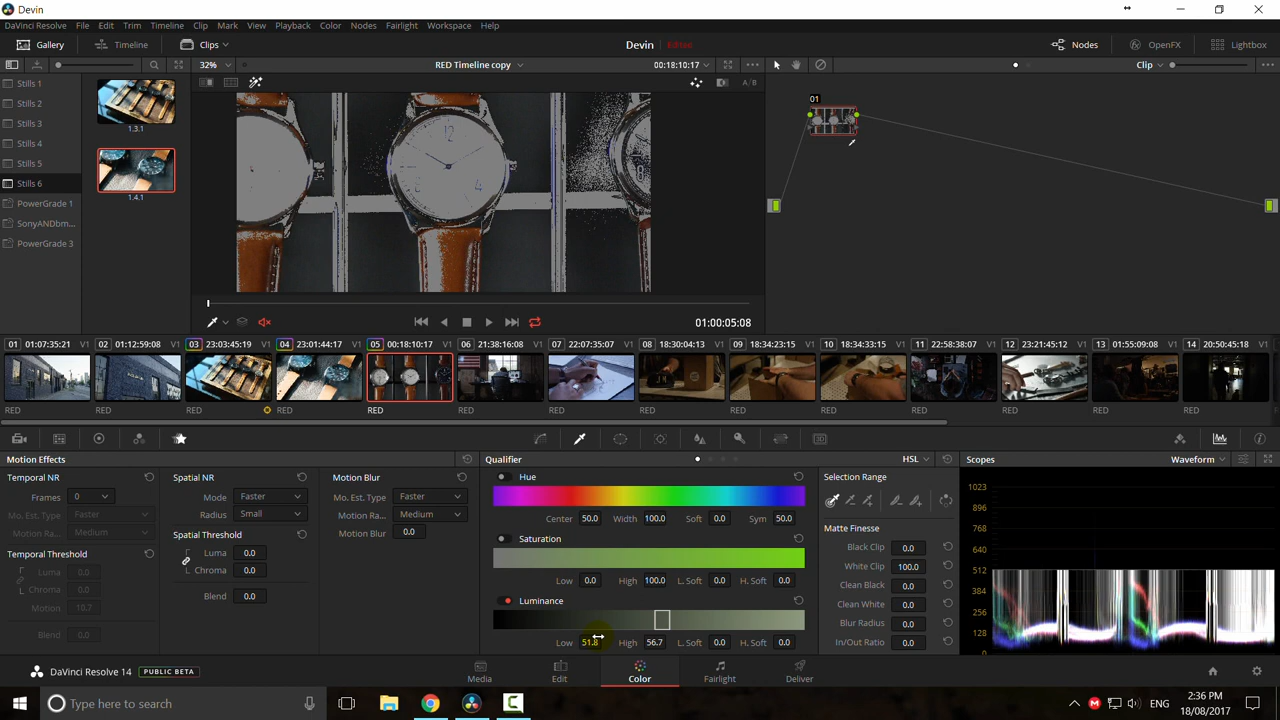 Devin
DaVinci Resolve File Edit Trim Timeline Clip Mark View Playback Color Nodes Fairlight Workspace Help
Gallery Timeline Clips Devin Edited Nodes OpenFX Lightbox
32% RED Timeline copy 00:18:10:17 Clip
A/B
Stills 1
Stills 2
Stills 3
Stills 4
Stills 5
Stills 6
PowerGrade 1
SonyANDbm...
PowerGrade 3
1.3.1
1.4.1
01
01:00:05:08
01 01:07:35:21 V1 02 01:12:59:08 V1 03 23:03:45:19 V1 04 23:01:44:17 V1 05 00:18:10:17 V1 06 21:38:16:08 V1 07 22:07:35:07 V1 08 18:30:04:13 V1 09 18:34:23:15 V1 10 18:34:33:15 V1 11 22:58:38:07 V1 12 23:21:45:12 V1 13 01:55:09:08 V1 14 20:50:45:18 V1
RED RED RED RED RED RED RED RED RED RED RED RED RED RED
3D
Motion Effects Qualifier HSL Scopes Waveform
Temporal NR
Frames 0
Mo. Est. Type Faster
Motion Ra... Medium
Temporal Threshold
Luma 0.0
Chroma 0.0
Motion 10.7
Blend 0.0
Spatial NR
Mode Faster
Radius Small
Spatial Threshold
Luma 0.0
Chroma 0.0
Blend 0.0
Motion Blur
Mo. Est. Type Faster
Motion Ra... Medium
Motion Blur 0.0
Hue
Center 50.0 Width 100.0 Soft 0.0 Sym 50.0
Saturation
Low 0.0 High 100.0 L. Soft 0.0 H. Soft 0.0
Luminance
Low 51.8 High 56.7 L. Soft 0.0 H. Soft 0.0
Selection Range
Matte Finesse
Black Clip 0.0
White Clip 100.0
Clean Black 0.0
Clean White 0.0
Blur Radius 0.0
In/Out Ratio 0.0
1023
896
768
640
512
384
256
128
0
DaVinci Resolve 14 PUBLIC BETA Media Edit Color Fairlight Deliver
Type here to search
ENG
2:36 PM
18/08/2017